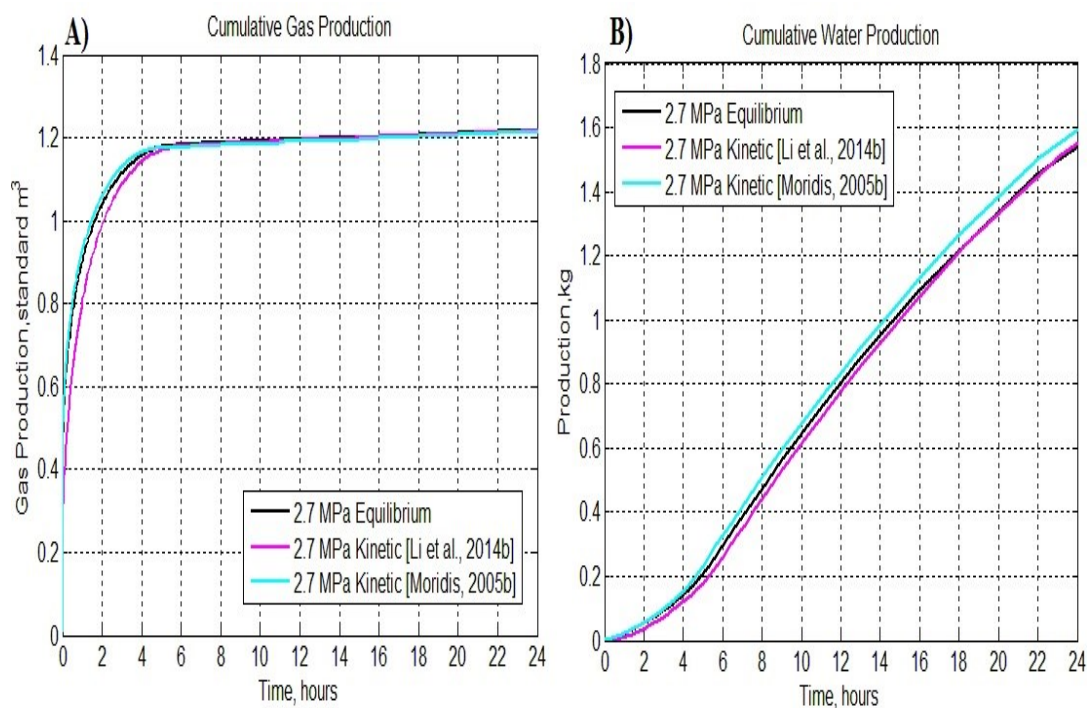 A)
Cumulative Gas Production
1.4
1.2
1
0.8
0.6
0.4
0.2
0
Gas Production,standard m³
0 2 4 6 8 10 12 14 16 18 20 22 24
Time, hours
2.7 MPa Equilibrium
2.7 MPa Kinetic [Li et al., 2014b]
2.7 MPa Kinetic [Moridis, 2005b]
B)
Cumulative Water Production
1.8
1.6
1.4
1.2
1
0.8
0.6
0.4
0.2
0
Production,kg
0 2 4 6 8 10 12 14 16 18 20 22 24
Time, hours
2.7 MPa Equilibrium
2.7 MPa Kinetic [Li et al., 2014b]
2.7 MPa Kinetic [Moridis, 2005b]